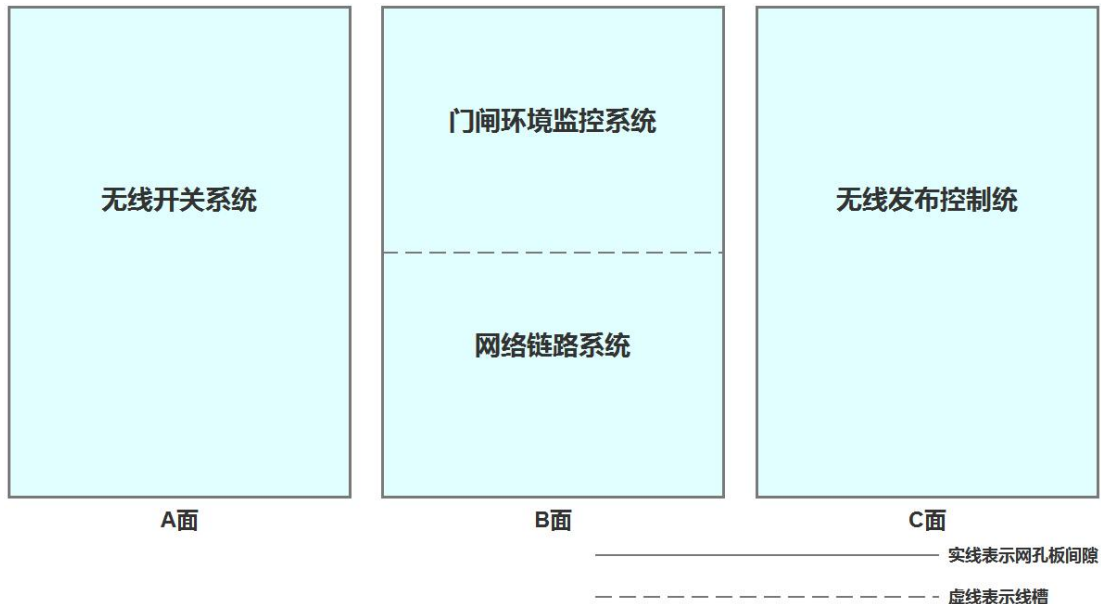 门闸环境监控系统
无线开关系统
无线发布控制统
网络链路系统
A面
B面
C面
实线表示网孔板间隙
虚线表示线槽